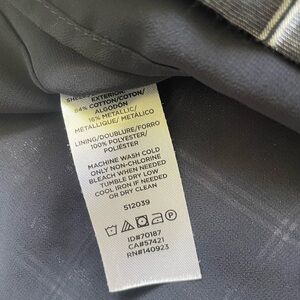 EXTERIOR
84% COTTON/COTON/
ALGODÓN
16% METALLIC/
MÉTALLIQUE/ METÁLICO
LINING/DOUBLURE/FORRO
100% POLYESTER/
POLIÉSTER
MACHINE WASH COLD
ONLY NON-CHLORINE
BLEACH WHEN NEEDED
TUMBLE DRY LOW
COOL IRON IF NEEDED
OR DRY CLEAN
512039
P
ID#70187
CA#57421
RN#140923